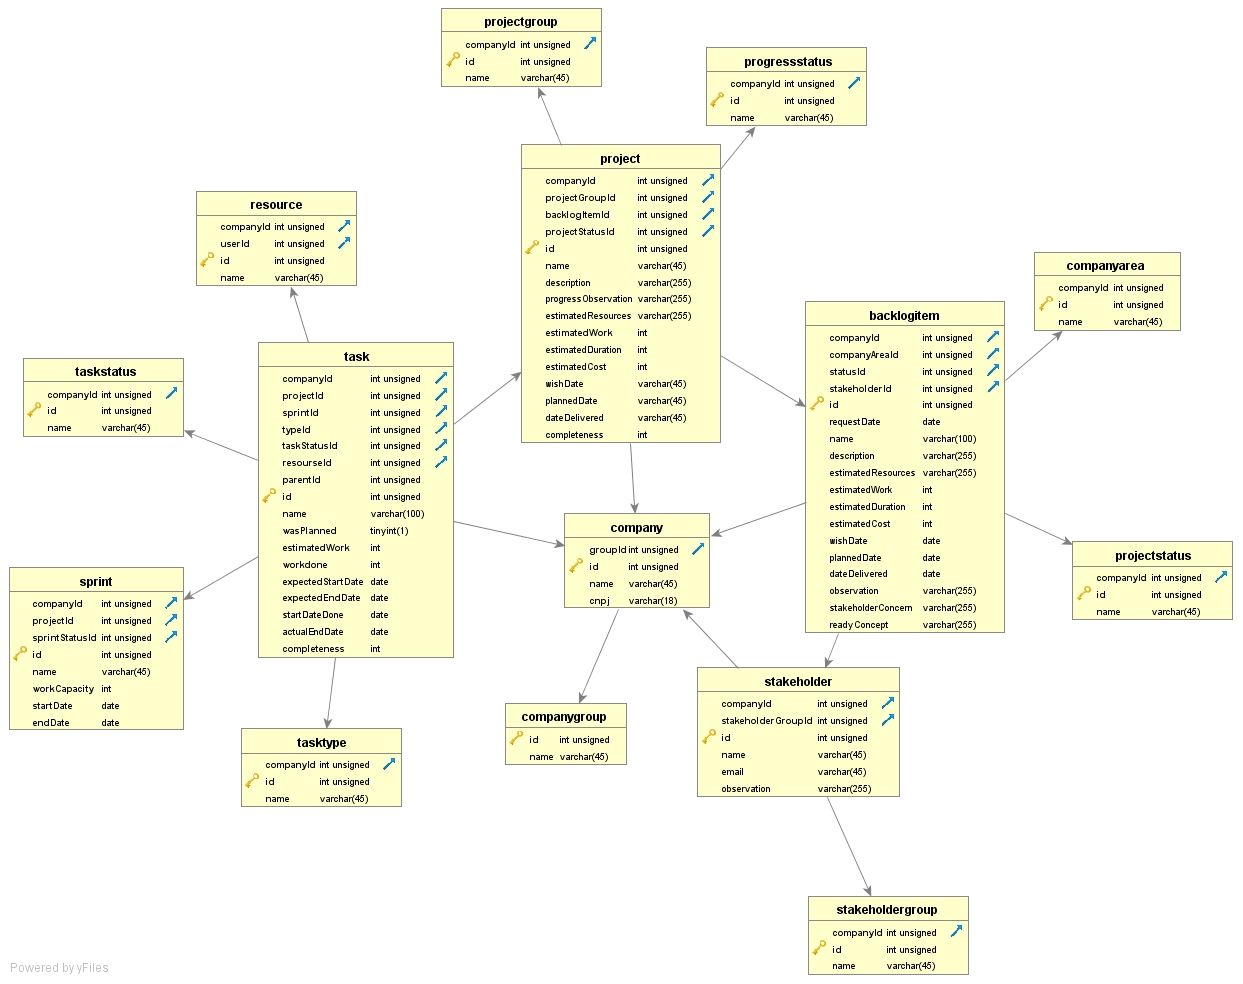 projectgroup
companyId int unsigned
id int unsigned
name varchar(45)
progressstatus
companyId int unsigned
id int unsigned
name varchar(45)
project
companyId int unsigned
projectGroupId int unsigned
backlogItemId int unsigned
projectStatusId int unsigned
id int unsigned
name varchar(45)
description varchar(255)
progressObservation varchar(255)
estimatedResources varchar(255)
estimatedWork int
estimatedDuration int
estimatedCost int
wishDate varchar(45)
plannedDate varchar(45)
dateDelivered varchar(45)
completeness int
resource
companyId int unsigned
userId int unsigned
id int unsigned
name varchar(45)
companyarea
companyId int unsigned
id int unsigned
name varchar(45)
backlogitem
companyId int unsigned
companyAreaId int unsigned
statusId int unsigned
stakeholderId int unsigned
id int unsigned
requestDate date
name varchar(100)
description varchar(255)
estimatedResources varchar(255)
estimatedWork int
estimatedDuration int
estimatedCost int
wishDate date
plannedDate date
dateDelivered date
observation varchar(255)
stakeholderConcern varchar(255)
readyConcept varchar(255)
task
companyId int unsigned
projectId int unsigned
sprintId int unsigned
typeId int unsigned
taskStatusId int unsigned
resourseId int unsigned
parentId int unsigned
id int unsigned
name varchar(100)
wasPlanned tinyint(1)
estimatedWork int
workdone int
expectedStartDate date
expectedEndDate date
startDateDone date
actualEndDate date
completeness int
taskstatus
companyId int unsigned
id int unsigned
name varchar(45)
company
groupId int unsigned
id int unsigned
name varchar(45)
cnpj varchar(18)
projectstatus
companyId int unsigned
id int unsigned
name varchar(45)
sprint
companyId int unsigned
projectId int unsigned
sprintStatusId int unsigned
id int unsigned
name varchar(45)
workCapacity int
startDate date
endDate date
stakeholder
companyId int unsigned
stakeholderGroupId int unsigned
id int unsigned
name varchar(45)
email varchar(45)
observation varchar(255)
companygroup
id int unsigned
name varchar(45)
tasktype
companyId int unsigned
id int unsigned
name varchar(45)
stakeholdergroup
companyId int unsigned
id int unsigned
name varchar(45)
Powered by yFiles